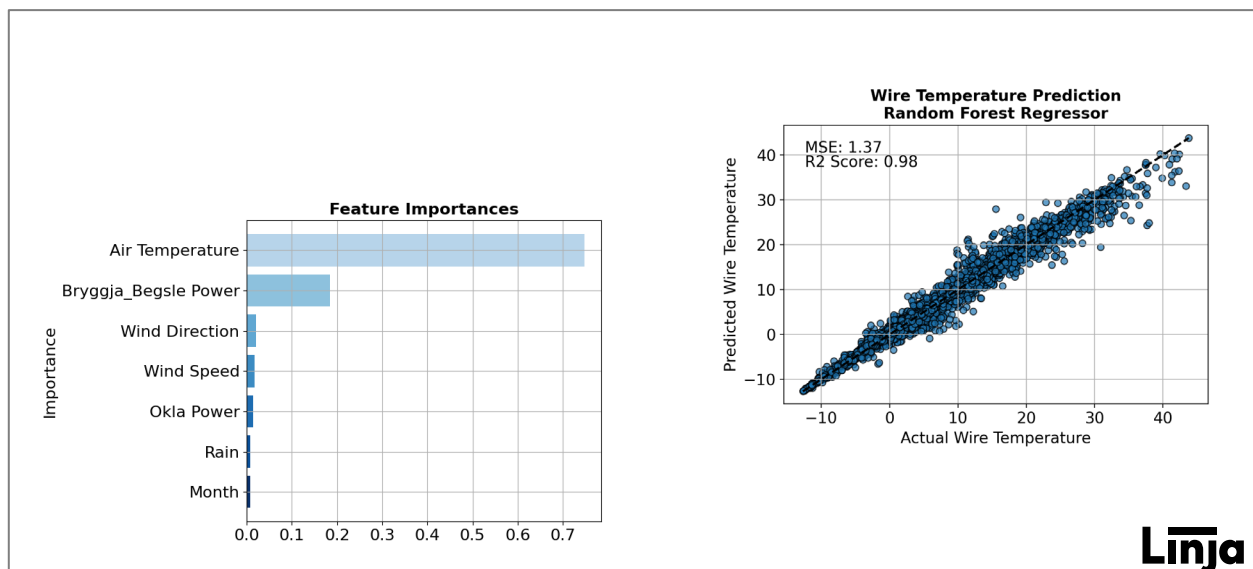 Feature Importances
Importance
Air Temperature
Bryggja_Begsle Power
Wind Direction
Wind Speed
Okla Power
Rain
Month
0.0 0.1 0.2 0.3 0.4 0.5 0.6 0.7
Wire Temperature Prediction
Random Forest Regressor
MSE: 1.37
R2 Score: 0.98
Predicted Wire Temperature
40
30
20
10
0
−10
−10 0 10 20 30 40
Actual Wire Temperature
Linja